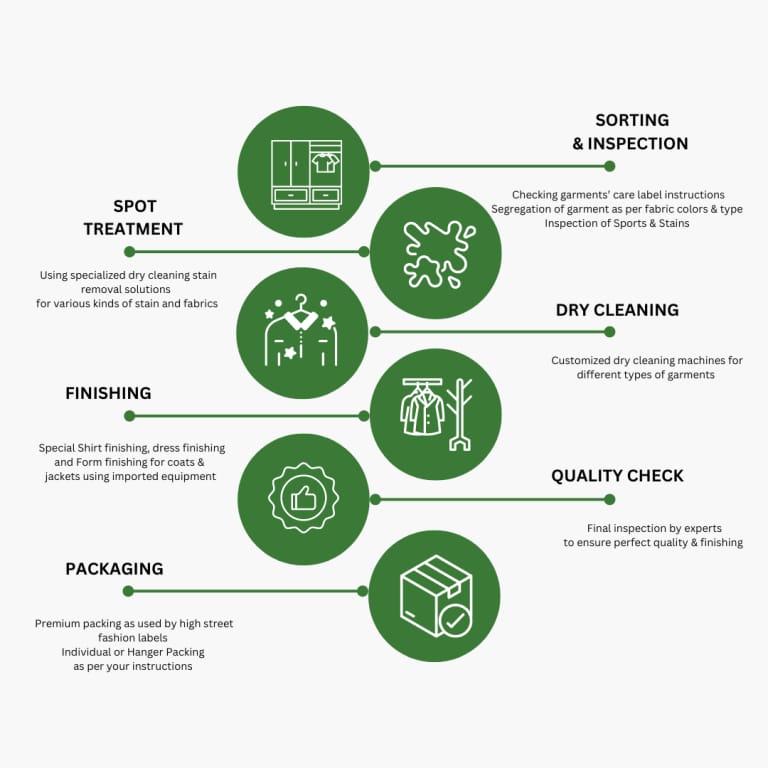 SORTING
& INSPECTION
Checking garments' care label instructions
Segregation of garment as per fabric colors & type
Inspection of Sports & Stains
SPOT
TREATMENT
Using specialized dry cleaning stain
removal solutions
for various kinds of stain and fabrics
DRY CLEANING
Customized dry cleaning machines for
different types of garments
FINISHING
Special Shirt finishing, dress finishing
and Form finishing for coats &
jackets using imported equipment
QUALITY CHECK
Final inspection by experts
to ensure perfect quality & finishing
PACKAGING
Premium packing as used by high street
fashion labels
Individual or Hanger Packing
as per your instructions